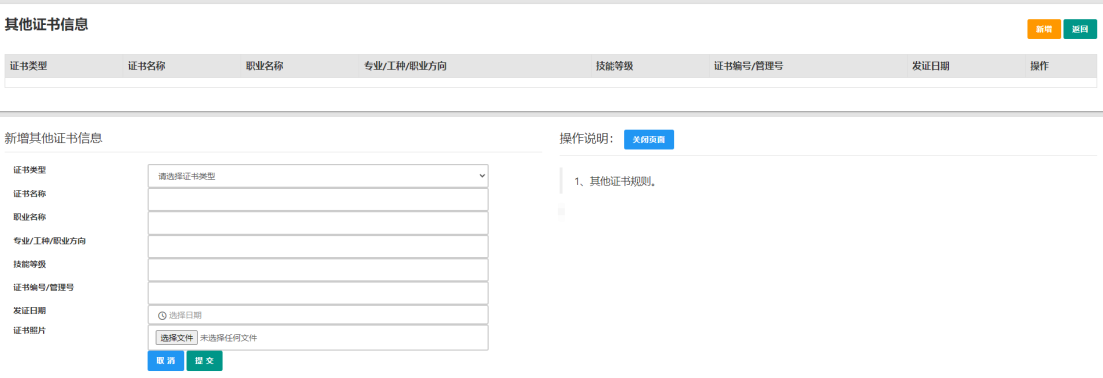 其他证书信息
新增 返回
证书类型 证书名称 职业名称 专业/工种/职业方向 技能等级 证书编号/管理号 发证日期 操作
新增其他证书信息
证书类型 请选择证书类型
证书名称
职业名称
专业/工种/职业方向
技能等级
证书编号/管理号
发证日期 选择日期
证书照片 选择文件 未选择任何文件
取消 提交
操作说明： 关闭页面
1、其他证书规则。